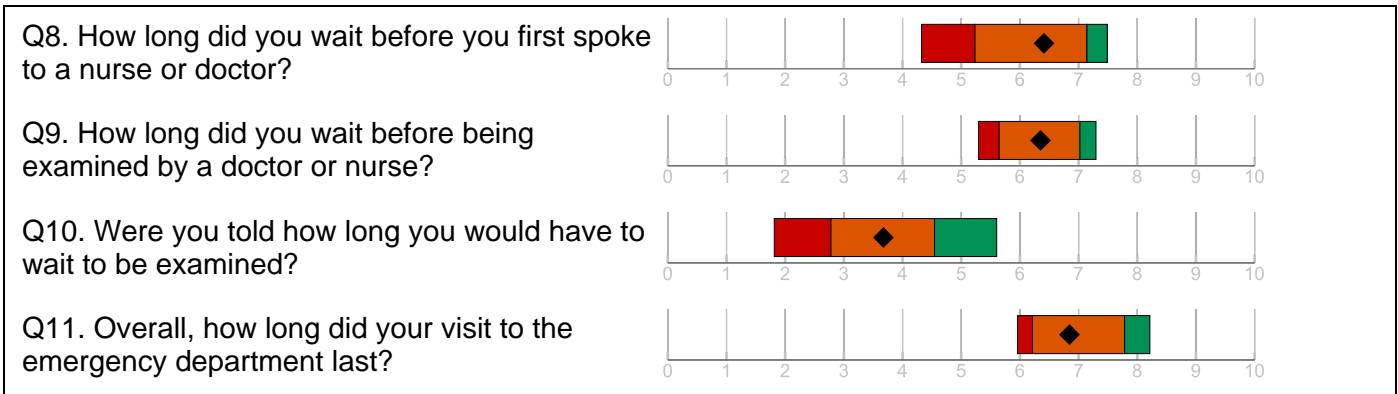 Q8. How long did you wait before you first spoke
to a nurse or doctor?
0 1 2 3 4 5 6 7 8 9 10
Q9. How long did you wait before being
examined by a doctor or nurse?
0 1 2 3 4 5 6 7 8 9 10
Q10. Were you told how long you would have to
wait to be examined?
0 1 2 3 4 5 6 7 8 9 10
Q11. Overall, how long did your visit to the
emergency department last?
0 1 2 3 4 5 6 7 8 9 10